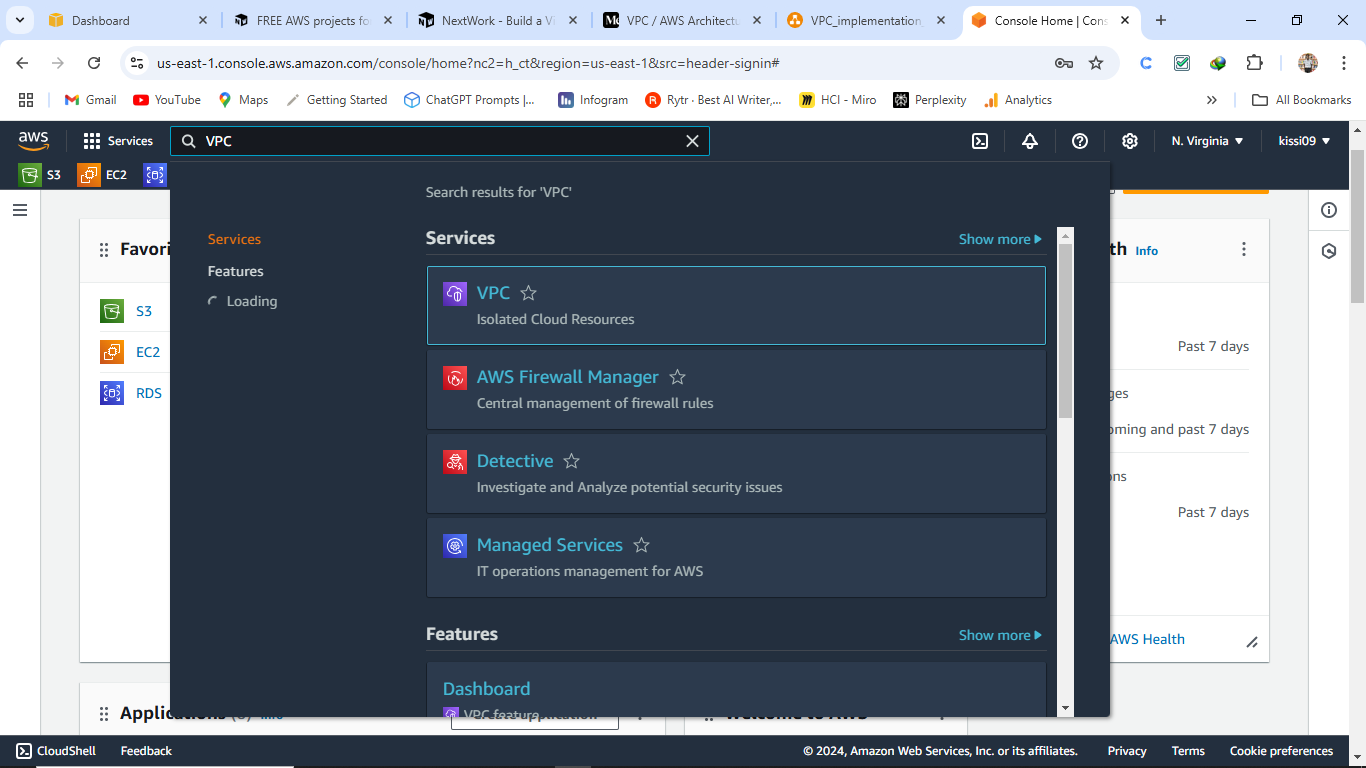 Dashboard
FREE AWS projects fo
NextWork - Build a Vi
VPC / AWS Architectu
VPC_implementation_
Console Home | Cons
us-east-1.console.aws.amazon.com/console/home?nc2=h_ct&region=us-east-1&src=header-signin#
Gmail
YouTube
Maps
Getting Started
ChatGPT Prompts |...
Infogram
Rytr · Best AI Writer,...
HCI - Miro
Perplexity
Analytics
All Bookmarks
aws
Services
VPC
N. Virginia
kissi09
S3
EC2
Search results for 'VPC'
Services
Features
Loading
Services
Show more
VPC
Isolated Cloud Resources
AWS Firewall Manager
Central management of firewall rules
Detective
Investigate and Analyze potential security issues
Managed Services
IT operations management for AWS
Features
Show more
Dashboard
VPC feature
Favori
S3
EC2
RDS
th Info
Past 7 days
ges
oming and past 7 days
ons
Past 7 days
AWS Health
Applications (0) Info
Welcome to AWS
CloudShell
Feedback
© 2024, Amazon Web Services, Inc. or its affiliates.
Privacy
Terms
Cookie preferences